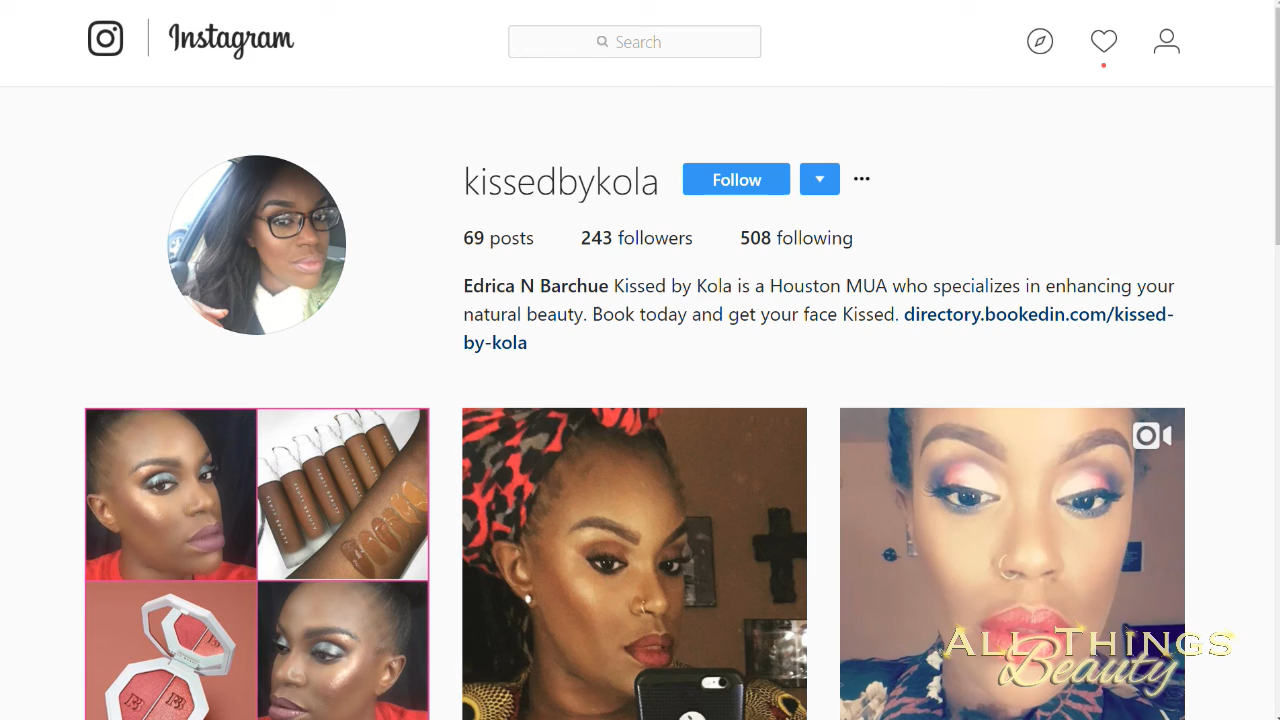 Instagram
Search
kissedbykola Follow
69 posts 243 followers 508 following
Edrica N Barchue Kissed by Kola is a Houston MUA who specializes in enhancing your
natural beauty. Book today and get your face Kissed. directory.bookedin.com/kissed-
by-kola
FENTY BEAUTY
ALL THINGS
Beauty